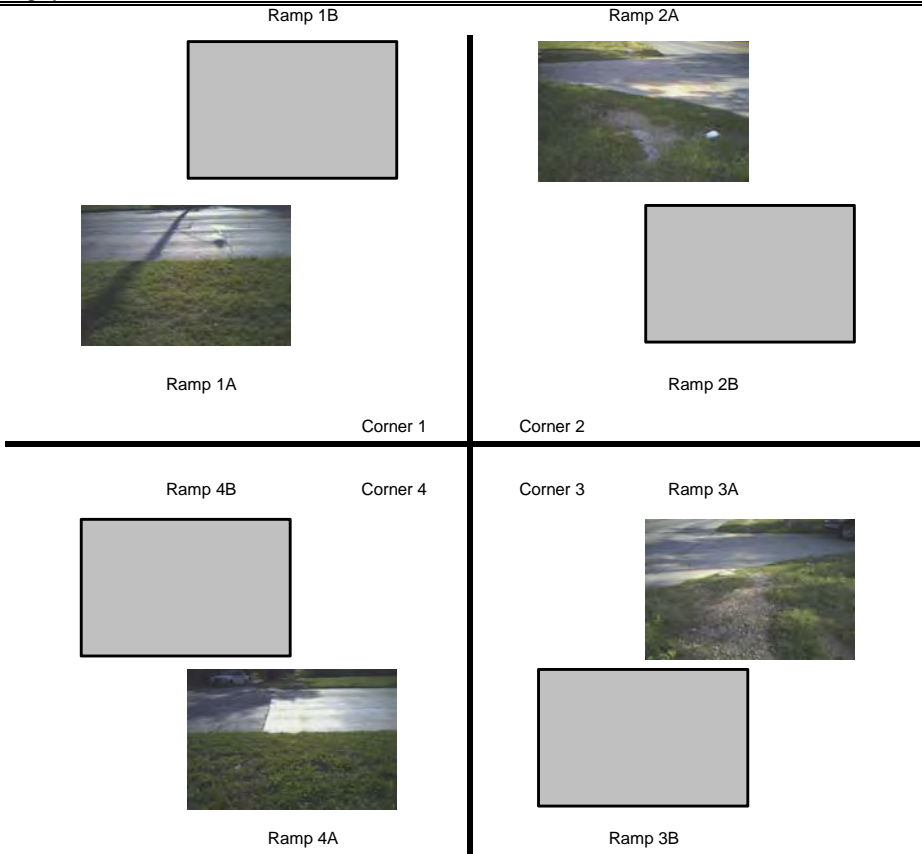 Ramp 1B
Ramp 2A
Ramp 1A
Ramp 2B
Corner 1
Corner 2
Ramp 4B
Corner 4
Corner 3
Ramp 3A
Ramp 4A
Ramp 3B